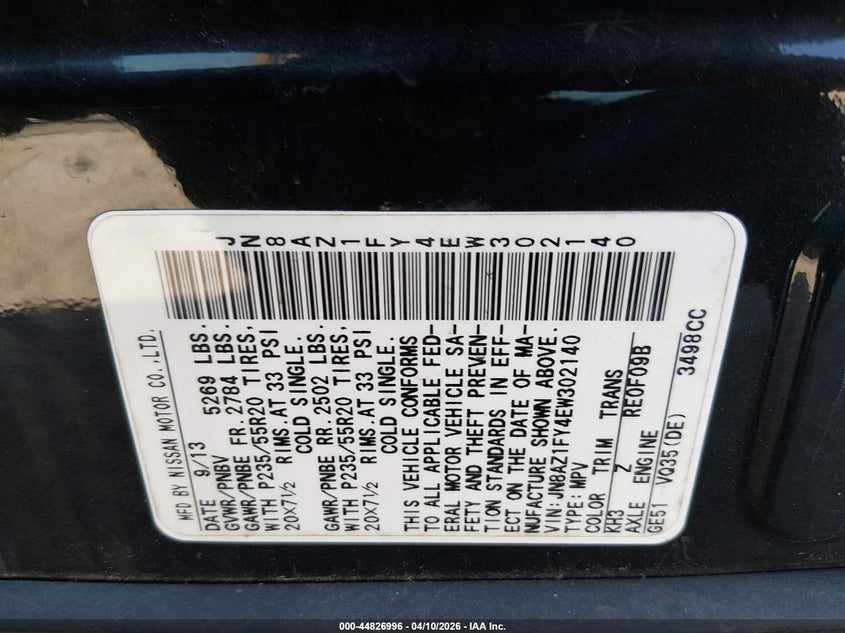 JN8AZ1FY4EW302140
MFD BY NISSAN MOTOR CO.,LTD.
DATE 9/13
GVWR/PNBV 5269 LBS.
GAWR/PNBE FR. 2784 LBS.
WITH P235/55R20 TIRES,
20X7½ RIMS.AT 33 PSI
COLD SINGLE.
GAWR/PNBE RR. 2502 LBS.
WITH P235/55R20 TIRES,
20X7½ RIMS.AT 33 PSI
COLD SINGLE.
THIS VEHICLE CONFORMS
TO ALL APPLICABLE FED-
ERAL MOTOR VEHICLE SA-
FETY AND THEFT PREVEN-
TION STANDARDS IN EFF-
ECT ON THE DATE OF MA-
NUFACTURE SHOWN ABOVE.
VIN:JN8AZ1FY4EW302140
TYPE: MPV
COLOR TRIM TRANS
KH3 Z RE0F09B
AXLE ENGINE
GE51 VQ35(DE) 3498CC
000-44826996 - 04/10/2026 - IAA Inc.